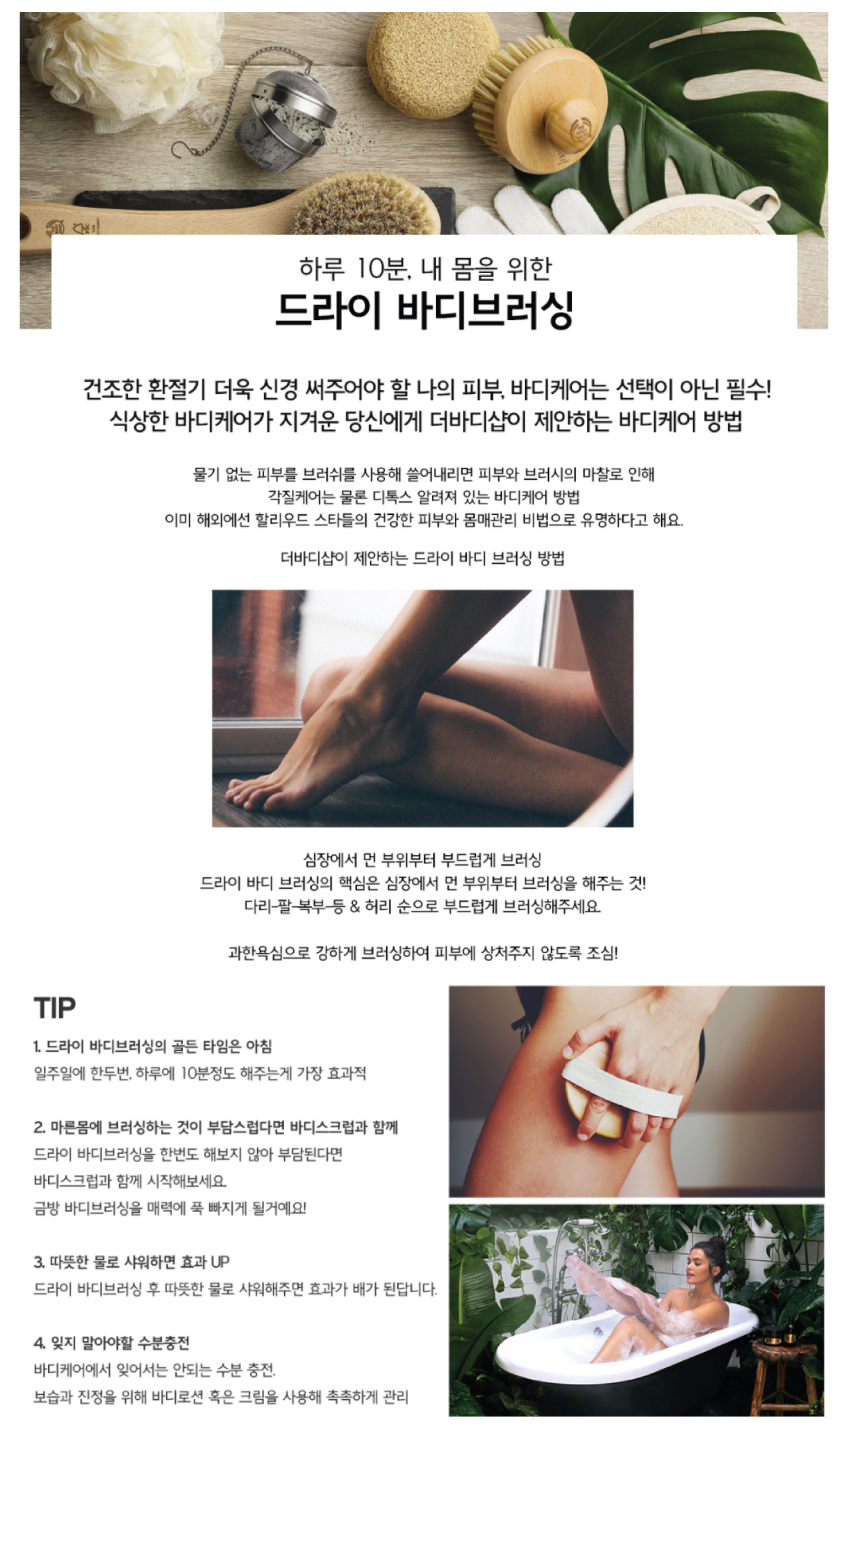 하루 10분, 내 몸을 위한
드라이 바디브러싱
건조한 환절기 더욱 신경 써주어야 할 나의 피부, 바디케어는 선택이 아닌 필수!
식상한 바디케어가 지겨운 당신에게 더바디샵이 제안하는 바디케어 방법
물기 없는 피부를 브러쉬를 사용해 쓸어내리면 피부와 브러시의 마찰로 인해
각질케어는 물론 디톡스 알려져 있는 바디케어 방법
이미 해외에선 할리우드 스타들의 건강한 피부와 몸매관리 비법으로 유명하다고 해요.
더바디샵이 제안하는 드라이 바디 브러싱 방법
심장에서 먼 부위부터 부드럽게 브러싱
드라이 바디 브러싱의 핵심은 심장에서 먼 부위부터 브러싱을 해주는 것!
다리-팔-복부-등 & 허리 순으로 부드럽게 브러싱해주세요.
과한욕심으로 강하게 브러싱하여 피부에 상처주지 않도록 조심!
TIP
1. 드라이 바디브러싱의 골든 타임은 아침
일주일에 한두번, 하루에 10분정도 해주는게 가장 효과적
2. 마른몸에 브러싱하는 것이 부담스럽다면 바디스크럽과 함께
드라이 바디브러싱을 한번도 해보지 않아 부담된다면
바디스크럽과 함께 시작해보세요.
금방 바디브러싱을 매력에 푹 빠지게 될거예요!
3. 따뜻한 물로 샤워하면 효과 UP
드라이 바디브러싱 후 따뜻한 물로 샤워해주면 효과가 배가 된답니다.
4. 잊지 말아야할 수분충전
바디케어에서 잊어서는 안되는 수분 충전.
보습과 진정을 위해 바디로션 혹은 크림을 사용해 촉촉하게 관리